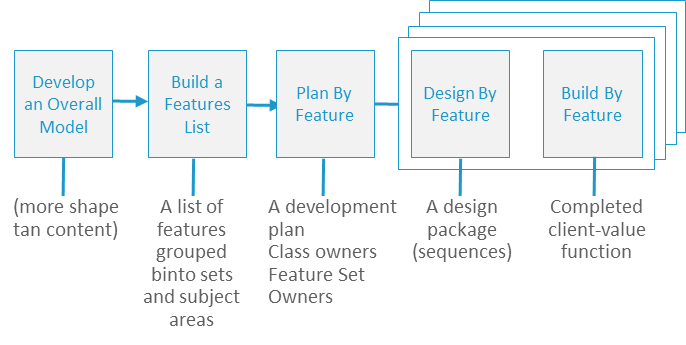 Develop
an Overall
Model
Build a
Features
List
Plan By
Feature
Design By
Feature
Build By
Feature
(more shape
tan content)
A list of
features
grouped
binto sets
and subject
areas
A development
plan
Class owners
Feature Set
Owners
A design
package
(sequences)
Completed
client-value
function